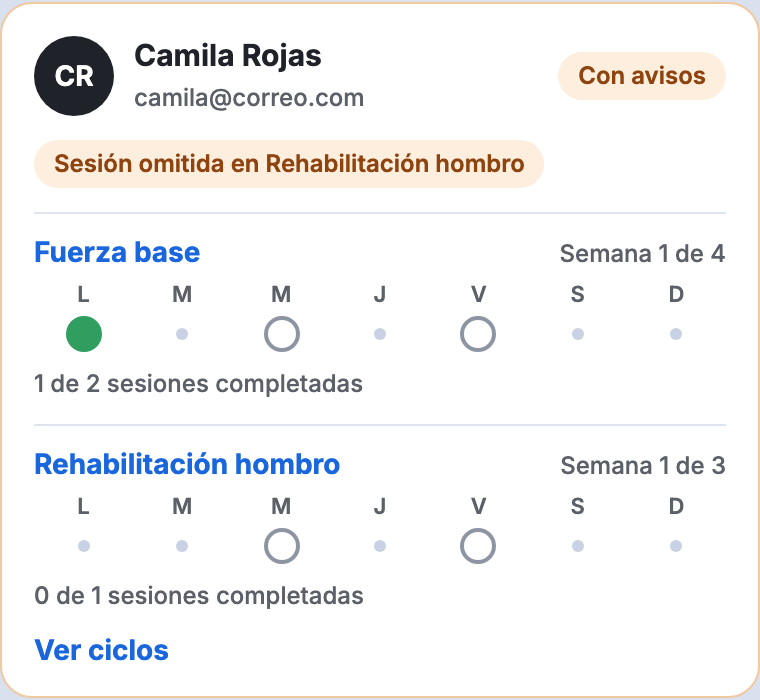 CR
Camila Rojas
camila@correo.com
Con avisos
Sesión omitida en Rehabilitación hombro
Fuerza base
Semana 1 de 4
L M M J V S D
1 de 2 sesiones completadas
Rehabilitación hombro
Semana 1 de 3
L M M J V S D
0 de 1 sesiones completadas
Ver ciclos